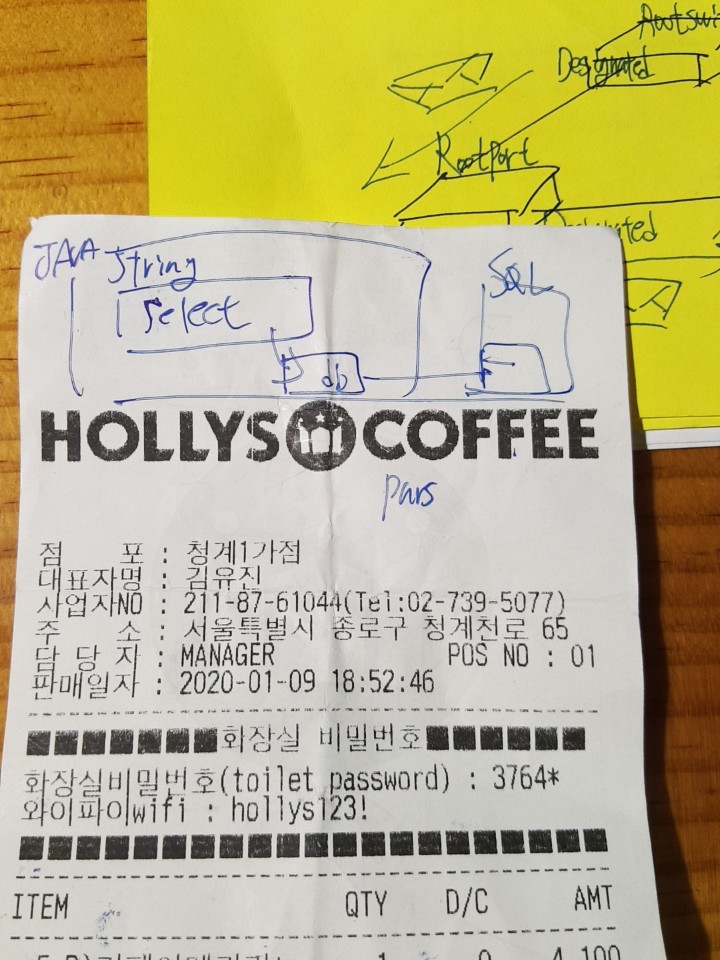 Designated
RootPort
JAVA String
Select
SQL
db
HOLLYS COFFEE
pars
점 포 : 청계1가점
대표자명 : 김유진
사업자NO : 211-87-61044(Tel:02-739-5077)
주 소 : 서울특별시 종로구 청계천로 65
담 당 자 : MANAGER POS NO : 01
판매일자 : 2020-01-09 18:52:46
화장실 비밀번호
화장실비밀번호(toilet password) : 3764*
와이파이wifi : hollys123!
ITEM QTY D/C AMT
1 0 4,100